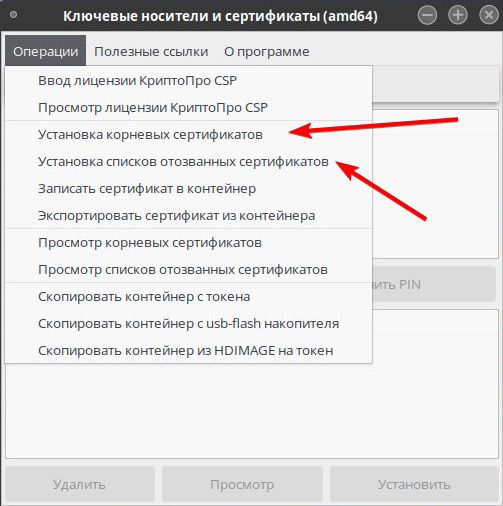 Ключевые носители и сертификаты (amd64)
Операции Полезные ссылки О программе
Ввод лицензии КриптоПро CSP
Просмотр лицензии КриптоПро CSP
Установка корневых сертификатов
Установка списков отозванных сертификатов
Записать сертификат в контейнер
Экспортировать сертификат из контейнера
Просмотр корневых сертификатов
Просмотр списков отозванных сертификатов
PIN
Скопировать контейнер с токена
Скопировать контейнер с usb-flash накопителя
Скопировать контейнер из HDIMAGE на токен
Удалить Просмотр Установить